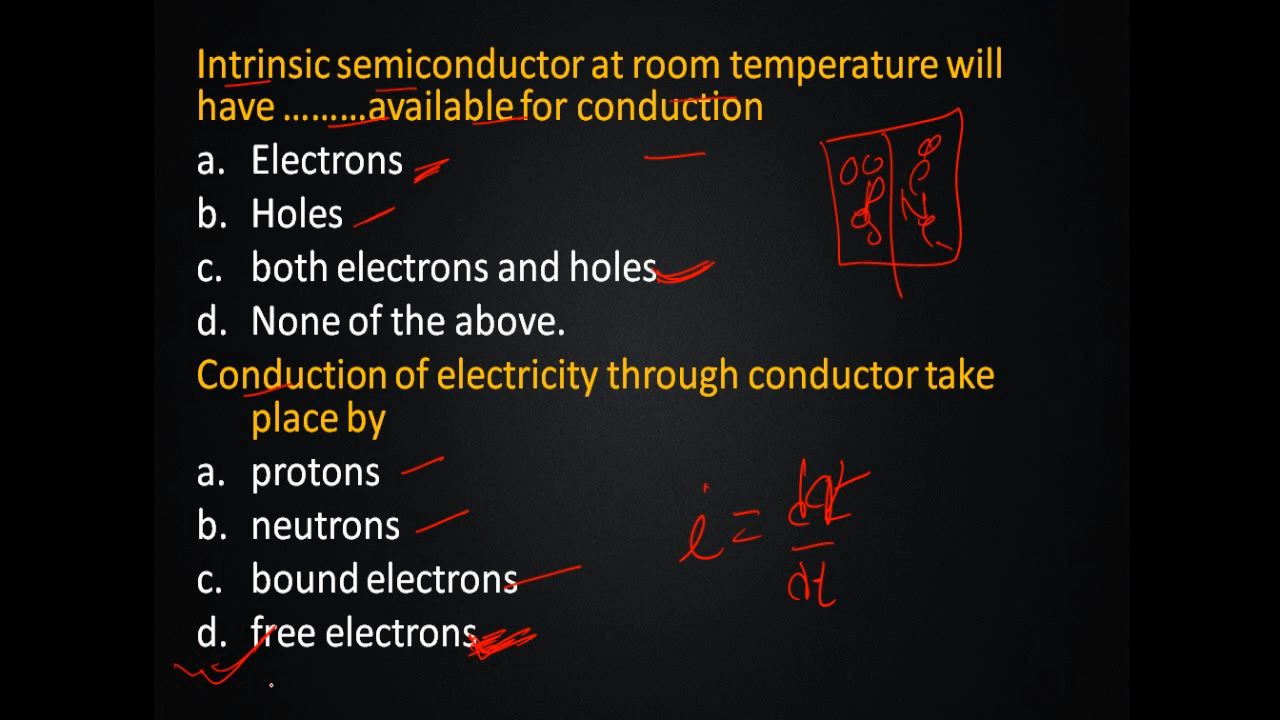 Intrinsic semiconductor at room temperature will
have .........available for conduction
a. Electrons
b. Holes
c. both electrons and holes
d. None of the above.
Conduction of electricity through conductor take
place by
a. protons
b. neutrons
c. bound electrons
d. free electrons
i = dq
dt